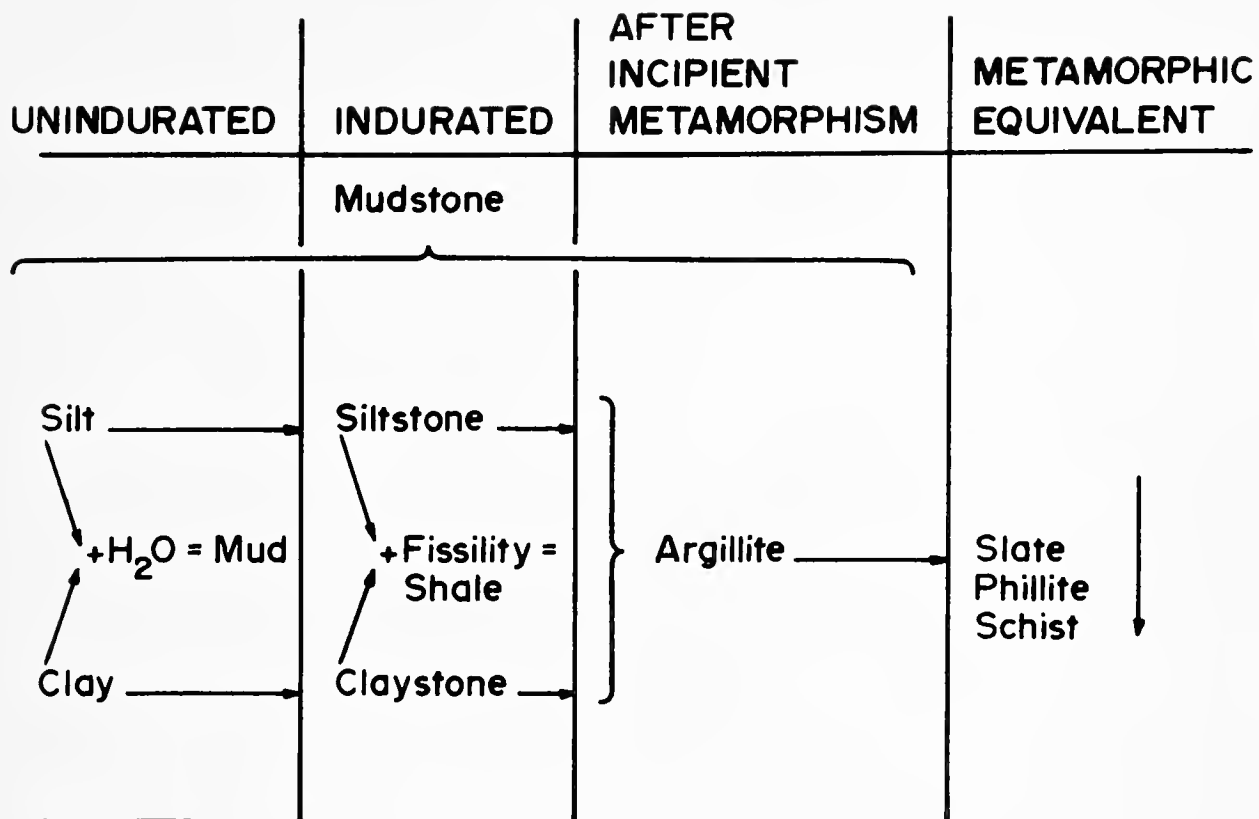 UNINDURATED
INDURATED
AFTER
INCIPIENT
METAMORPHISM
METAMORPHIC
EQUIVALENT
Mudstone
Silt
Siltstone
+H₂O = Mud
+Fissility =
Shale
Argillite
Slate
Phillite
Schist
Clay
Claystone